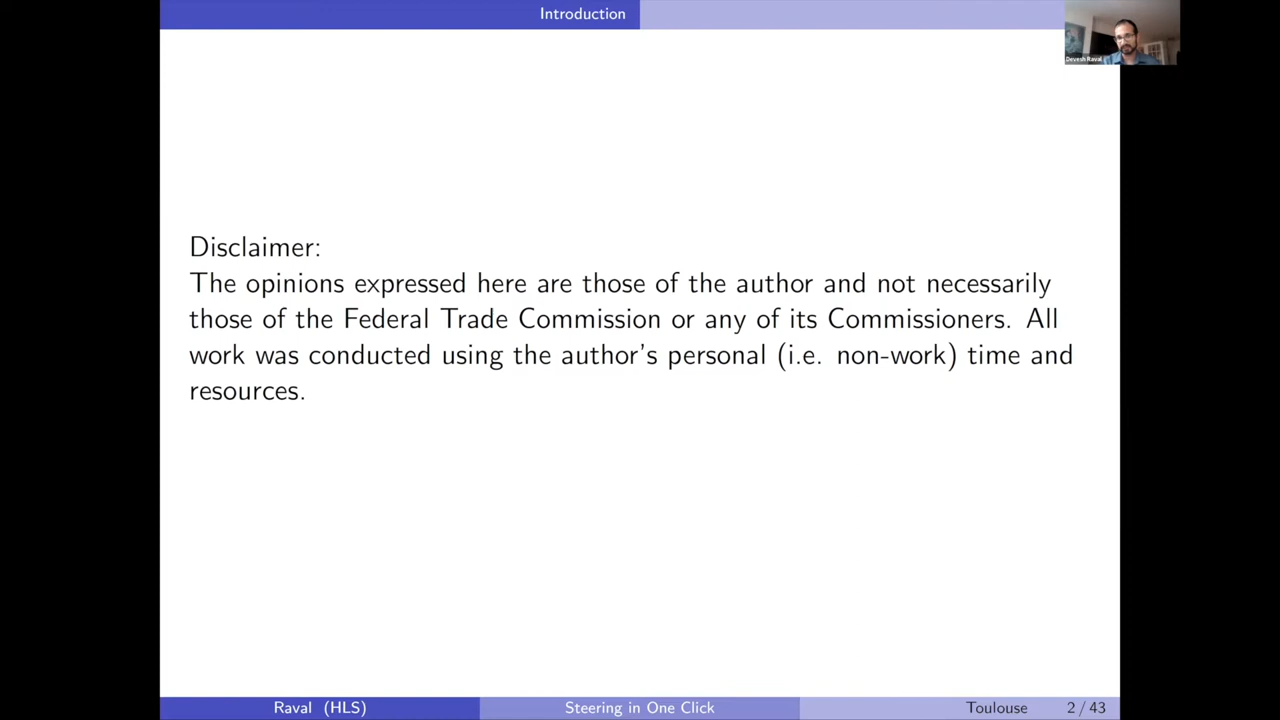 Introduction
Devesh Raval
Disclaimer:
The opinions expressed here are those of the author and not necessarily
those of the Federal Trade Commission or any of its Commissioners. All
work was conducted using the author's personal (i.e. non-work) time and
resources.
Raval (HLS)
Steering in One Click
Toulouse
2 / 43